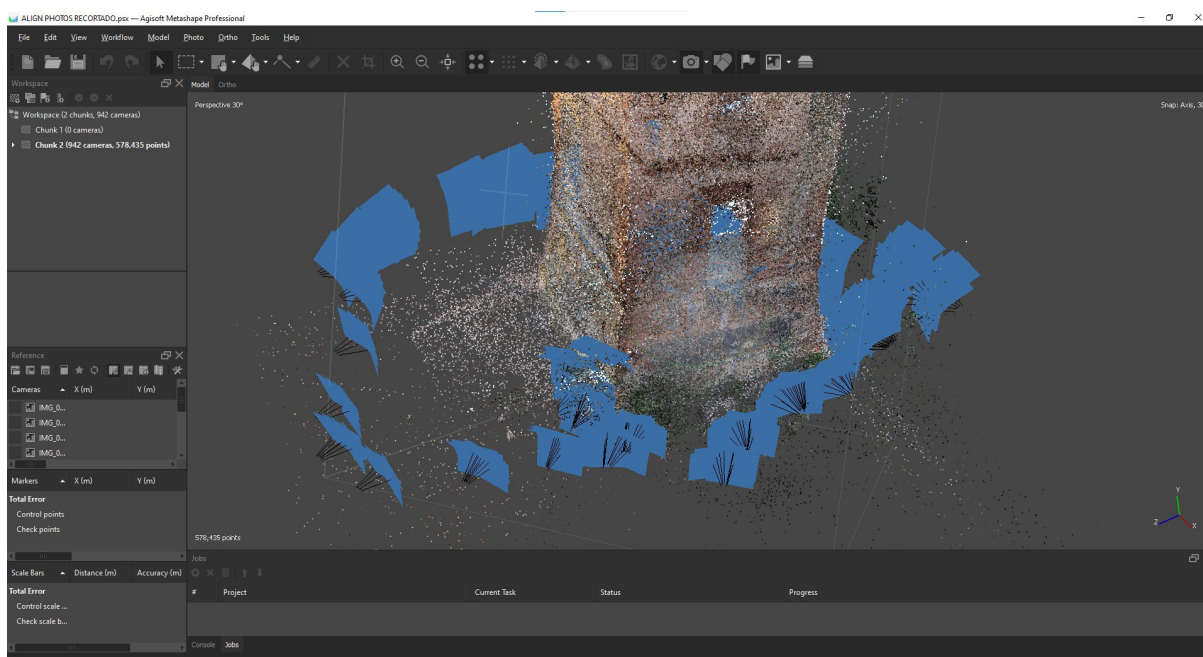 ALIGN PHOTOS RECORTADO.psx — Agisoft Metashape Professional
File Edit View Workflow Model Photo Ortho Tools Help
Workspace
Workspace (2 chunks, 942 cameras)
Chunk 1 (0 cameras)
Chunk 2 (942 cameras, 578,435 points)
Model Ortho
Perspective 30°
Snap: Axis, 3D
Reference
Cameras X (m) Y (m)
IMG_0...
IMG_0...
IMG_0...
IMG_0...
Markers X (m) Y (m)
Total Error
Control points
Check points
Scale Bars Distance (m) Accuracy (m)
Total Error
Control scale ...
Check scale b...
578,435 points
Y
Z
X
Jobs
# Project Current Task Status Progress
Console Jobs